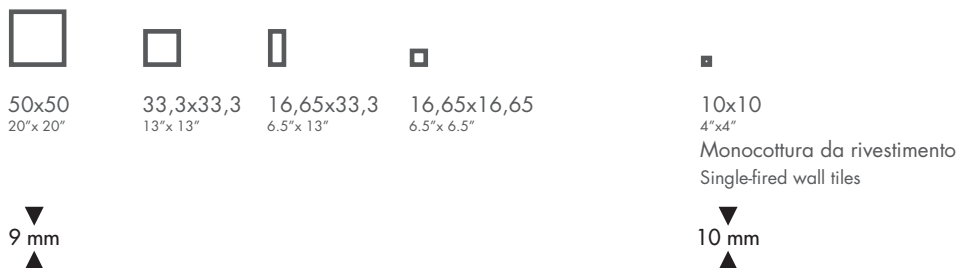 50x50
20”x 20”
33,3x33,3
13”x 13”
16,65x33,3
6.5”x 13”
16,65x16,65
6.5”x 6.5”
10x10
4”x4”
Monocottura da rivestimento
Single-fired wall tiles
9 mm
10 mm